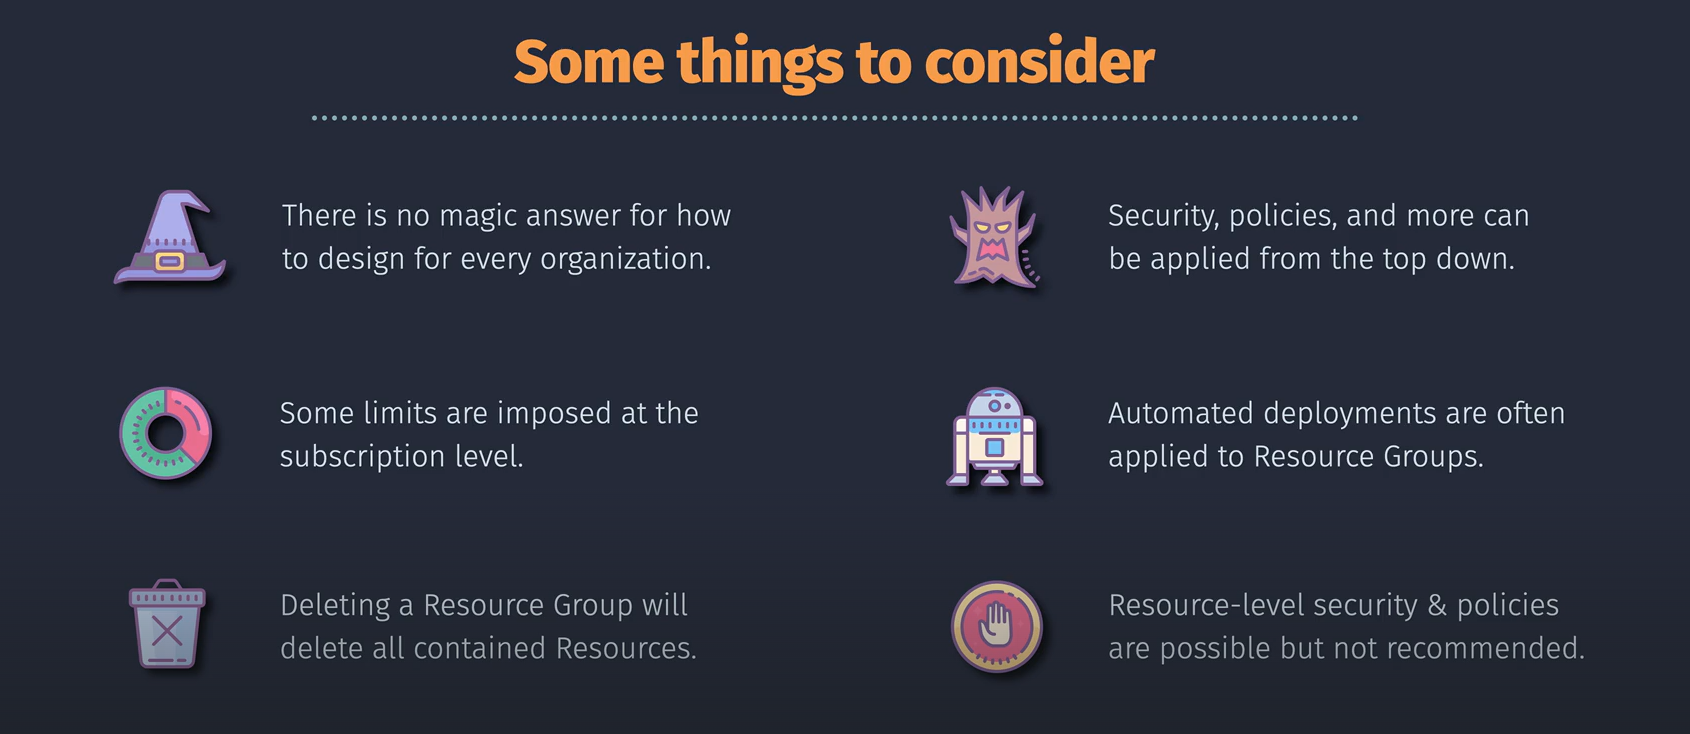 Some things to consider
There is no magic answer for how
to design for every organization.
Security, policies, and more can
be applied from the top down.
Some limits are imposed at the
subscription level.
Automated deployments are often
applied to Resource Groups.
Deleting a Resource Group will
delete all contained Resources.
Resource-level security & policies
are possible but not recommended.